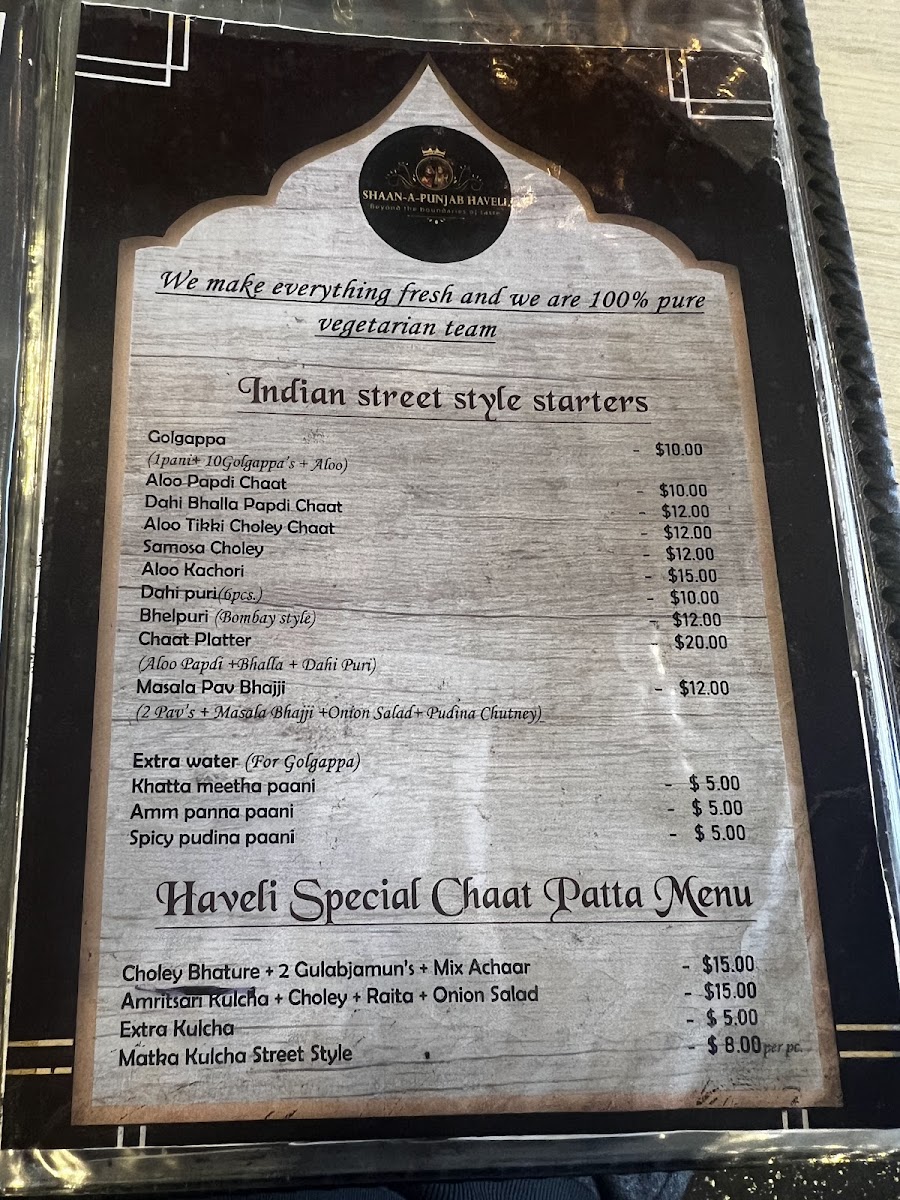 SHAAN-A-PUNJAB HAVELI
Beyond the boundaries of taste
We make everything fresh and we are 100% pure
vegetarian team
Indian street style starters
Golgappa - $10.00
(1pani+ 10Golgappa's + Aloo)
Aloo Papdi Chaat - $10.00
Dahi Bhalla Papdi Chaat - $12.00
Aloo Tikki Choley Chaat - $12.00
Samosa Choley - $12.00
Aloo Kachori - $15.00
Dahi puri(6pcs.) - $10.00
Bhelpuri (Bombay style) - $12.00
Chaat Platter - $20.00
(Aloo Papdi +Bhalla + Dahi Puri)
Masala Pav Bhajji - $12.00
(2 Pav's + Masala Bhajji +Onion Salad+ Pudina Chutney)
Extra water (For Golgappa)
Khatta meetha paani - $ 5.00
Amm panna paani - $ 5.00
Spicy pudina paani - $ 5.00
Haveli Special Chaat Patta Menu
Choley Bhature + 2 Gulabjamun's + Mix Achaar - $15.00
Amritsari Kulcha + Choley + Raita + Onion Salad - $15.00
Extra Kulcha - $ 5.00
Matka Kulcha Street Style - $ 8.00 per pc.